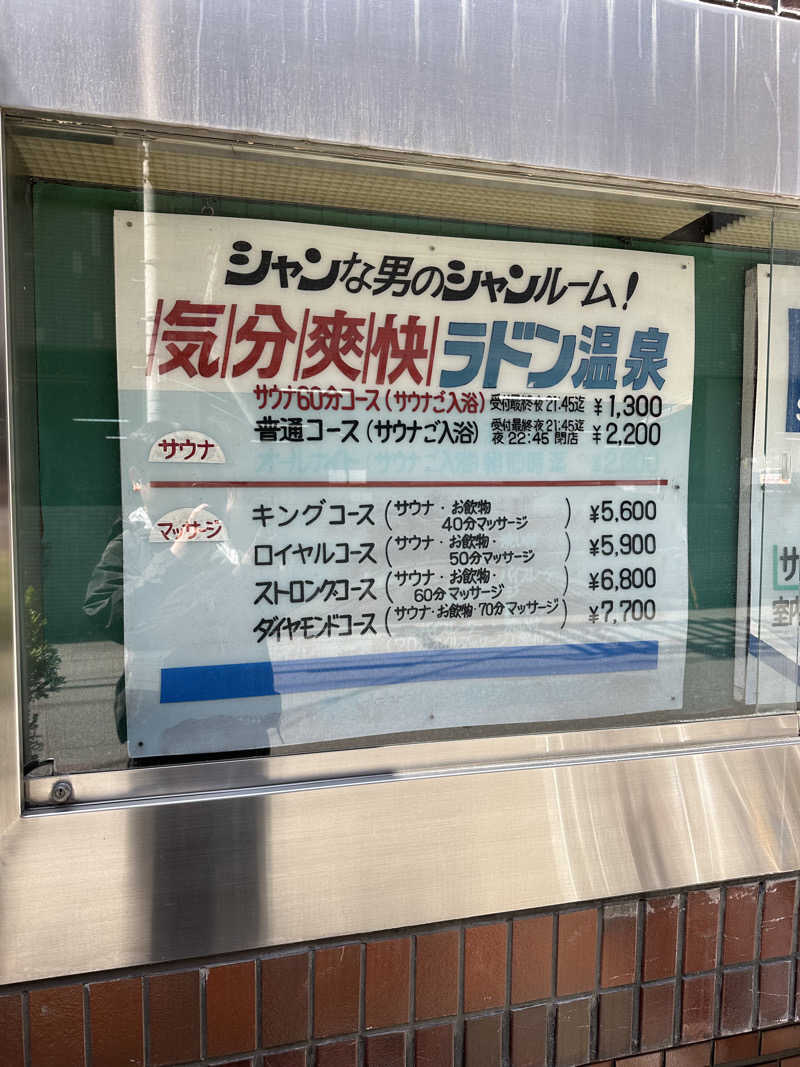 シャンな男のシャンルーム!
気分爽快ラドン温泉
サウナ60分コース(サウナご入浴) 受付最終夜21:45迄 ¥1,300
サウナ
普通コース(サウナご入浴) 受付最終夜21:45迄 夜22:45閉店 ¥2,200
マッサージ
キングコース(サウナ・お飲物 40分マッサージ) ¥5,600
ロイヤルコース(サウナ・お飲物・ 50分マッサージ) ¥5,900
ストロングコース(サウナ・お飲物・ 60分マッサージ) ¥6,800
ダイヤモンドコース(サウナ・お飲物・70分マッサージ) ¥7,700